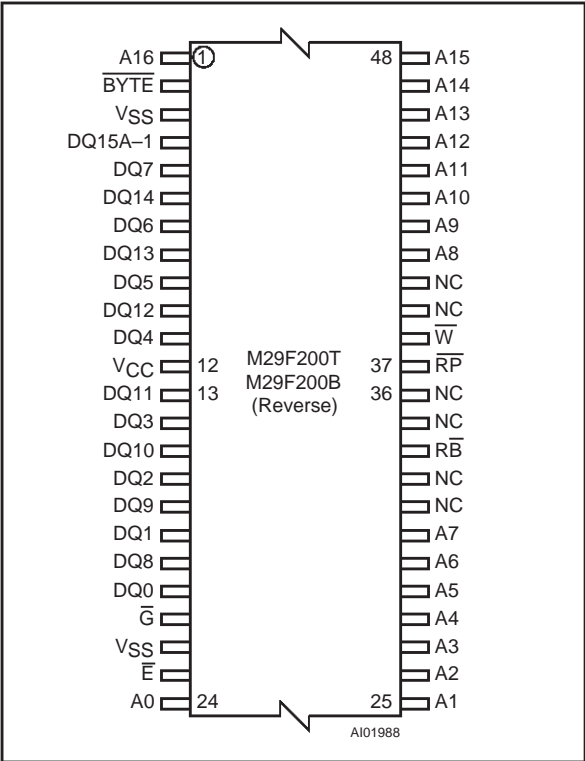 A16 1 48 A15
B͞Y͞T͞E͞ A14
VSS A13
DQ15A–1 A12
DQ7 A11
DQ14 A10
DQ6 A9
DQ13 A8
DQ5 NC
DQ12 NC
DQ4 W̅
VCC 12 M29F200T 37 R̅P̅
M29F200B
DQ11 13 36 NC
(Reverse)
DQ3 NC
DQ10 RB̅
DQ2 NC
DQ9 NC
DQ1 A7
DQ8 A6
DQ0 A5
G̅ A4
VSS A3
E̅ A2
A0 24 25 A1
AI01988